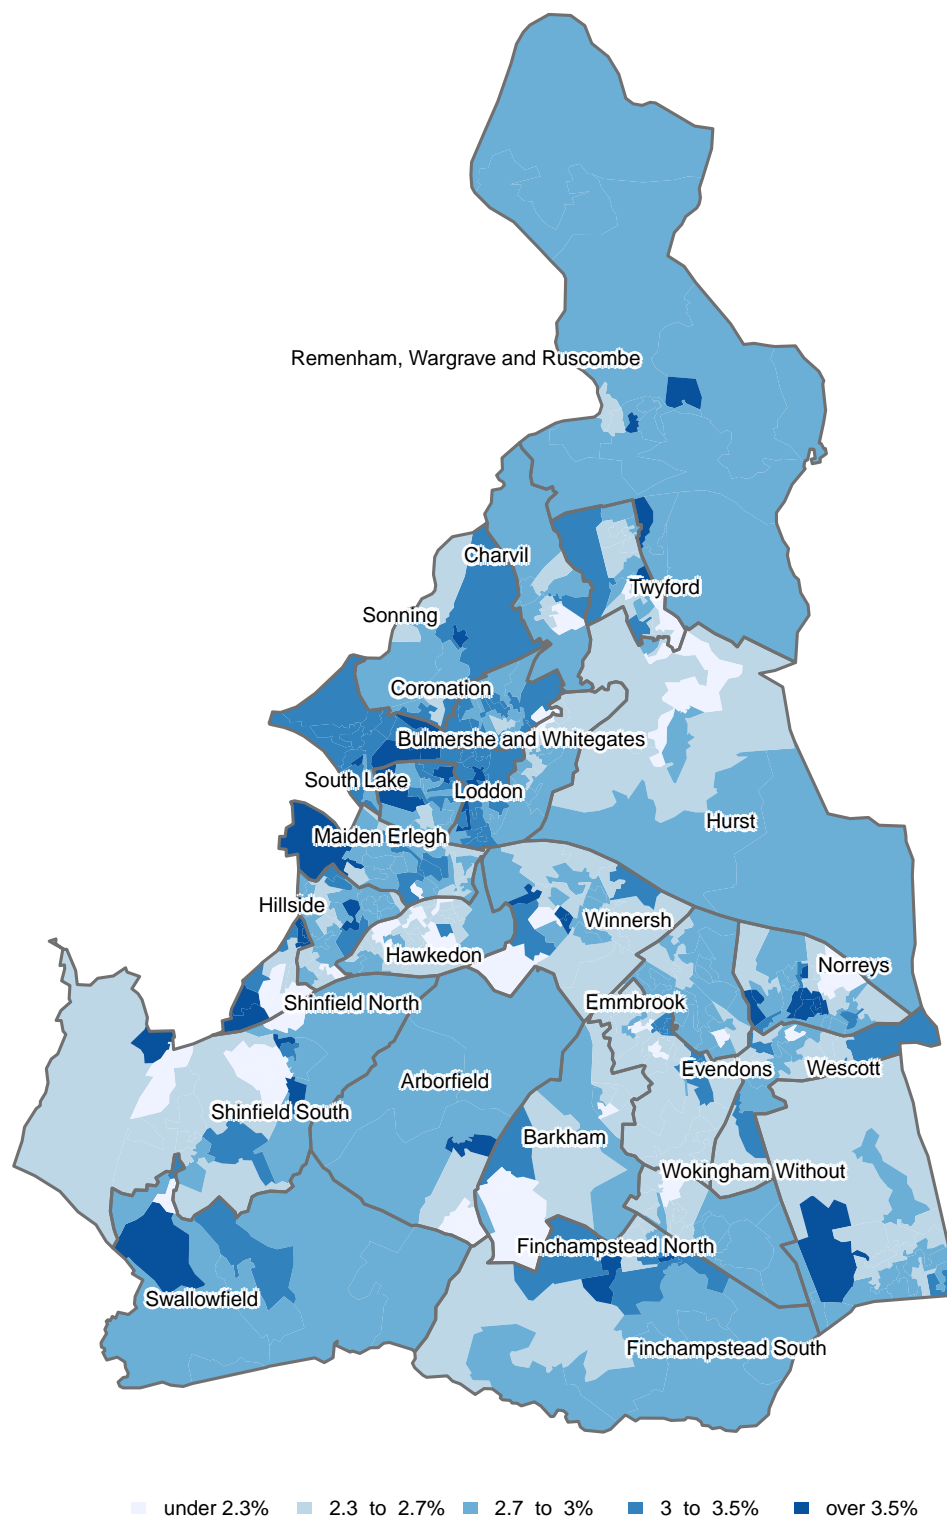 Remenham, Wargrave and Ruscombe
Charvil
Twyford
Sonning
Coronation
Bulmershe and Whitegates
South Lake
Loddon
Hurst
Maiden Erlegh
Hillside
Winnersh
Hawkedon
Norreys
Shinfield North
Emmbrook
Arborfield
Evendons
Wescott
Shinfield South
Barkham
Wokingham Without
Finchampstead North
Swallowfield
Finchampstead South
under 2.3% 2.3 to 2.7% 2.7 to 3% 3 to 3.5% over 3.5%